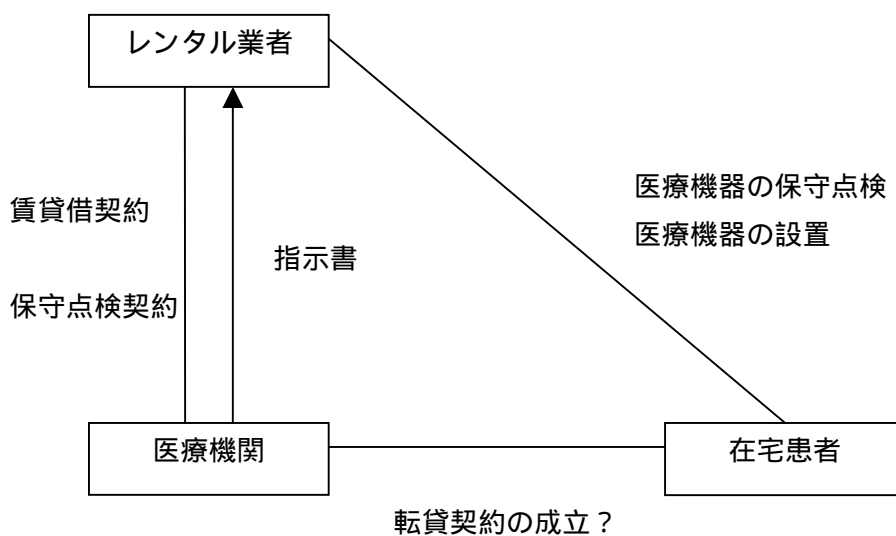 レンタル業者
医療機器の保守点検
医療機器の設置
賃貸借契約
指示書
保守点検契約
医療機関
在宅患者
転貸契約の成立？